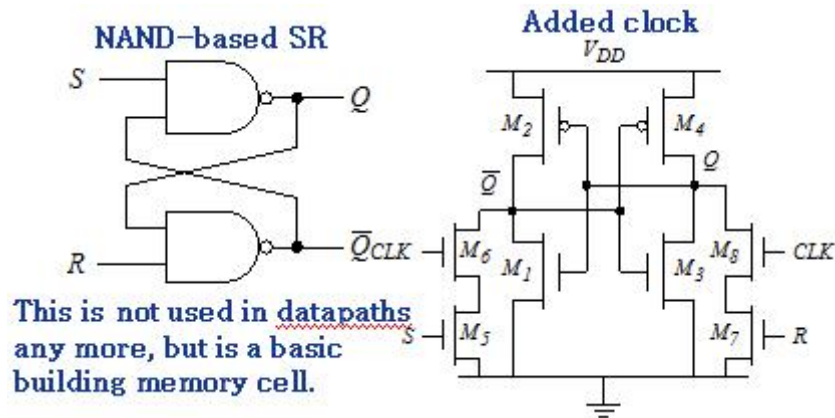 NAND-based SR
S
Q
R
Q̅
This is not used in datapaths
any more, but is a basic
building memory cell.
Added clock
V_DD
M_2
M_4
Q̅
Q
CLK
M_6
M_1
M_3
M_8
CLK
S
M_5
M_7
R